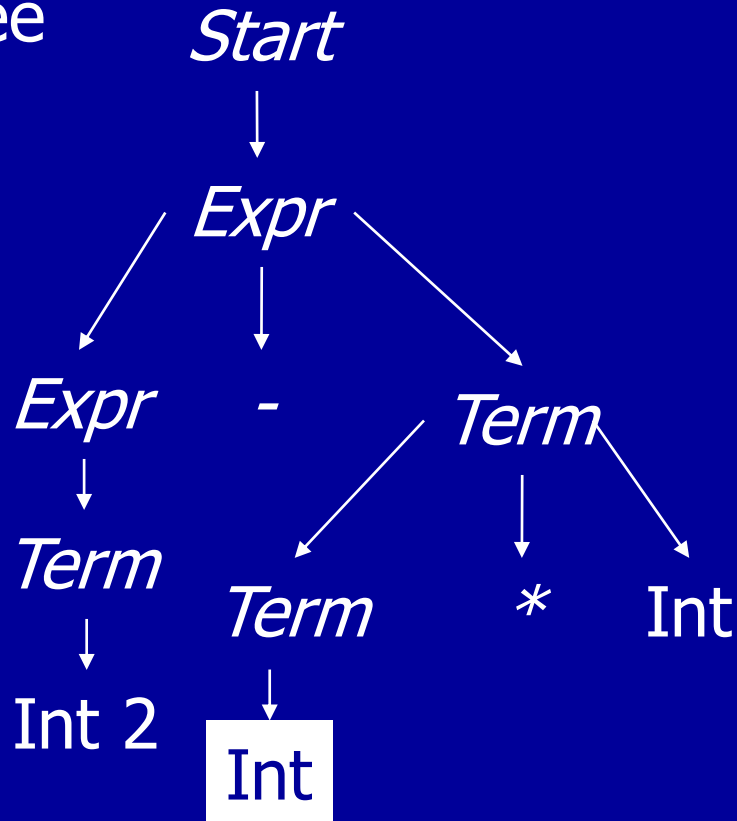 ee
Start
Expr
Expr - Term
Term
Term * Int
Int 2
Int